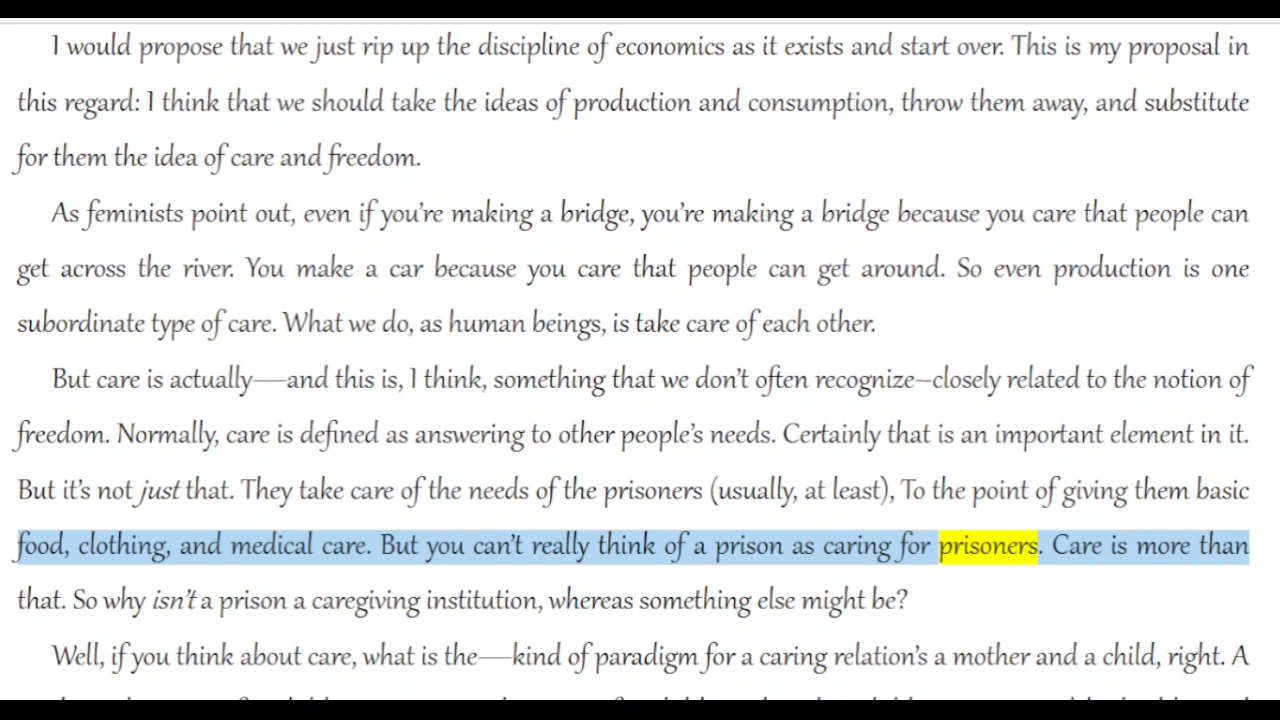 I would propose that we just rip up the discipline of economics as it exists and start over. This is my proposal in
this regard: I think that we should take the ideas of production and consumption, throw them away, and substitute
for them the idea of care and freedom.
As feminists point out, even if you're making a bridge, you're making a bridge because you care that people can
get across the river. You make a car because you care that people can get around. So even production is one
subordinate type of care. What we do, as human beings, is take care of each other.
But care is actually—and this is, I think, something that we don't often recognize–closely related to the notion of
freedom. Normally, care is defined as answering to other people's needs. Certainly that is an important element in it.
But it's not just that. They take care of the needs of the prisoners (usually, at least), To the point of giving them basic
food, clothing, and medical care. But you can't really think of a prison as caring for prisoners. Care is more than
that. So why isn't a prison a caregiving institution, whereas something else might be?
Well, if you think about care, what is the—kind of paradigm for a caring relation's a mother and a child, right. A